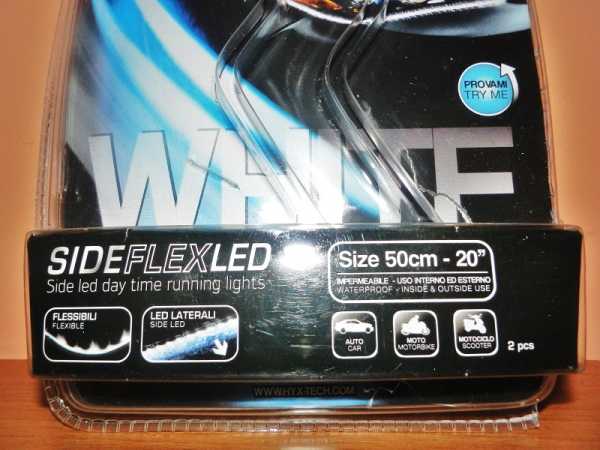 PROVAMI
TRY ME
WHITE
SIDEFLEXLED
Side led day time running lights
Size 50cm - 20”
IMPERMEABILE - USO INTERNO ED ESTERNO
WATERPROOF - INSIDE & OUTSIDE USE
FLESSIBILI
FLEXIBLE
LED LATERALI
SIDE LED
AUTO
CAR
MOTO
MOTORBIKE
MOTOCICLO
SCOOTER
2 pcs
WWW.HYX-TECH.COM